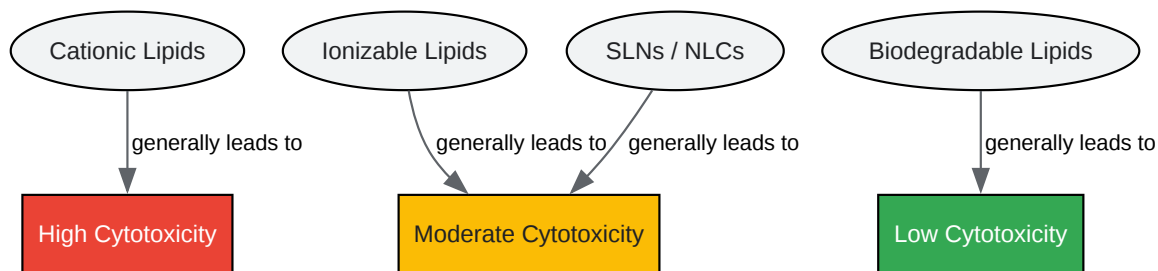 Cationic Lipids
Ionizable Lipids
SLNs / NLCs
Biodegradable Lipids
generally leads to
generally leads to
generally leads to
generally leads to
High Cytotoxicity
Moderate Cytotoxicity
Low Cytotoxicity